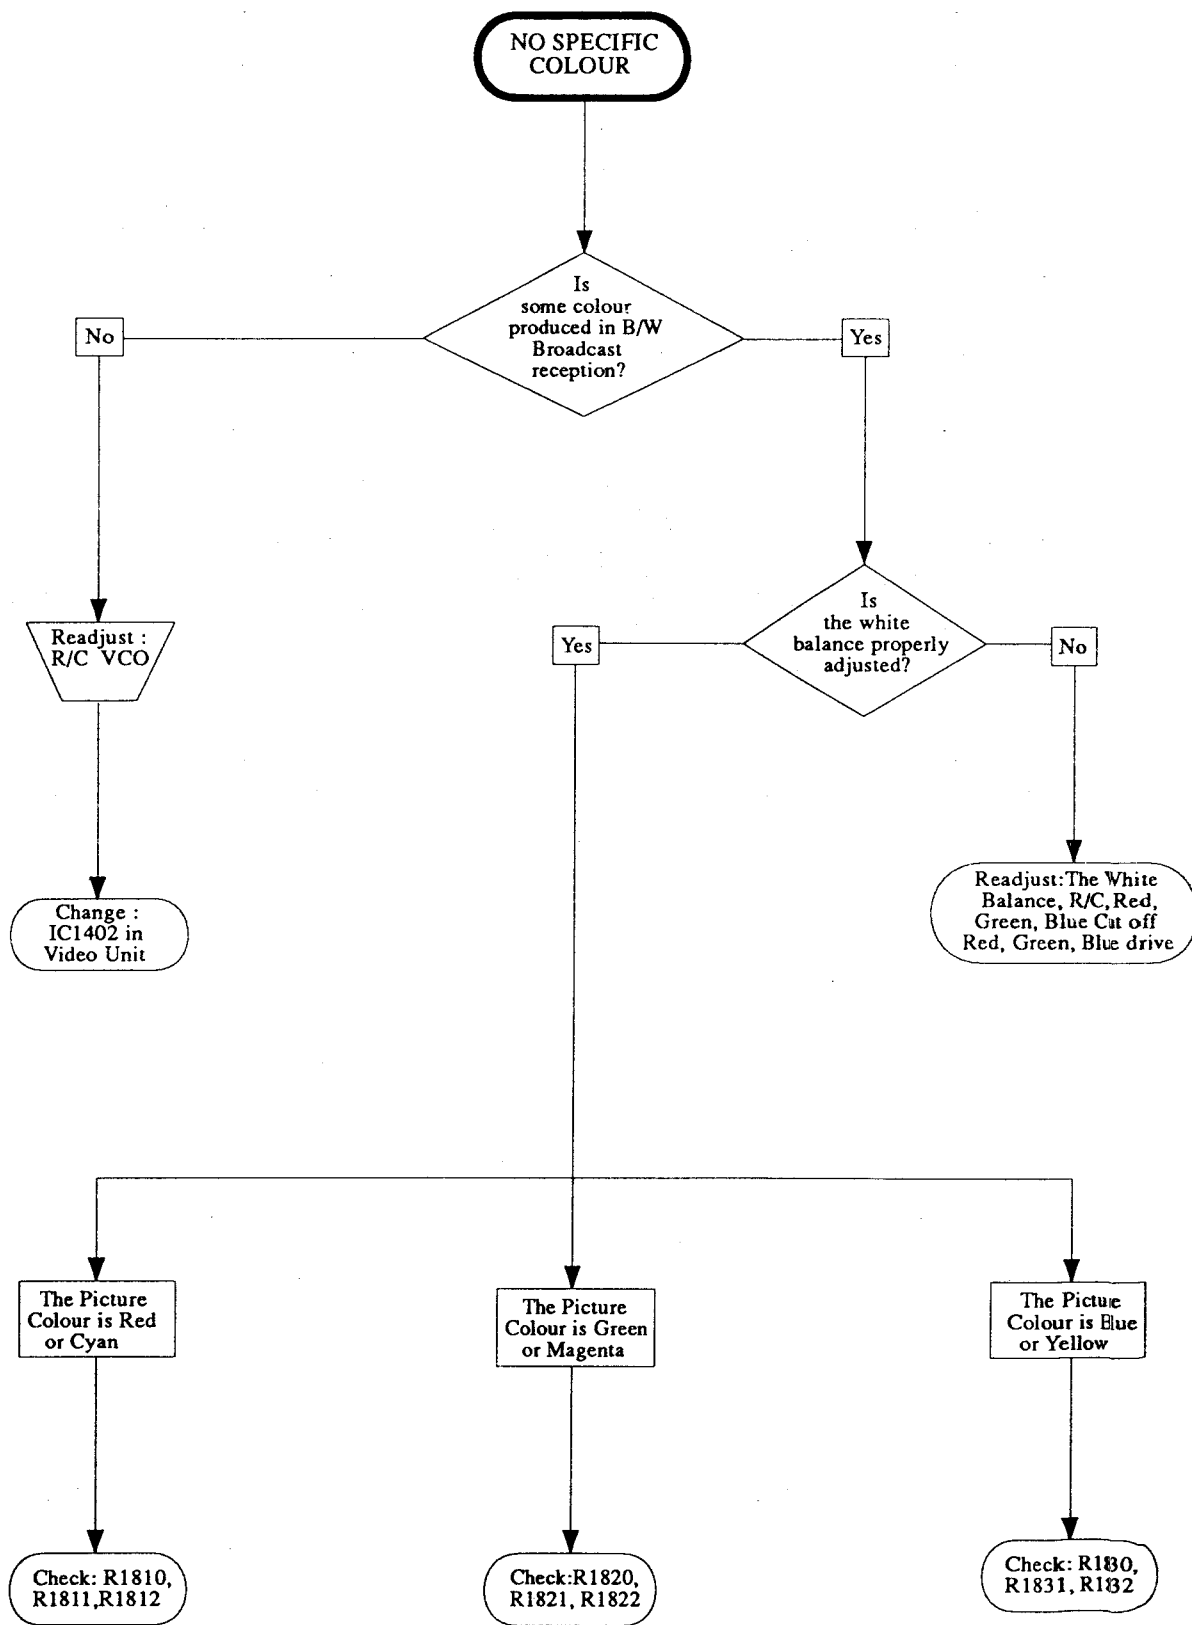 NO SPECIFIC
COLOUR
Is
some colour
produced in B/W
Broadcast
reception?
No
Yes
Is
the white
balance properly
adjusted?
Yes
No
Readjust :
R/C VCO
Change :
IC1402 in
Video Unit
Readjust:The White
Balance, R/C, Red,
Green, Blue Cut off
Red, Green, Blue drive
The Picture
Colour is Red
or Cyan
The Picture
Colour is Green
or Magenta
The Picture
Colour is Blue
or Yellow
Check: R1810,
R1811,R1812
Check:R1820,
R1821, R1822
Check: R1830,
R1831, R1832